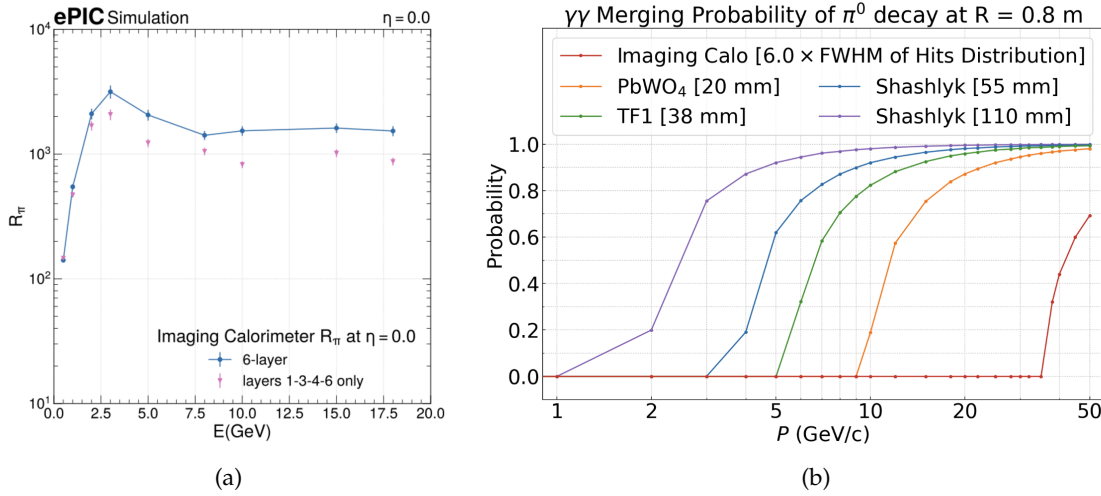 ePIC Simulation
η = 0.0
10⁴
10³
10²
10¹
R_π
Imaging Calorimeter R_π at η = 0.0
6-layer
layers 1-3-4-6 only
0.0 2.5 5.0 7.5 10.0 12.5 15.0 17.5 20.0
E(GeV)
(a)
γγ Merging Probability of π⁰ decay at R = 0.8 m
Imaging Calo [6.0 × FWHM of Hits Distribution]
PbWO₄ [20 mm]
Shashlyk [55 mm]
TF1 [38 mm]
Shashlyk [110 mm]
1.0
0.8
0.6
0.4
0.2
0.0
Probability
1 2 5 10 20 50
P (GeV/c)
(b)